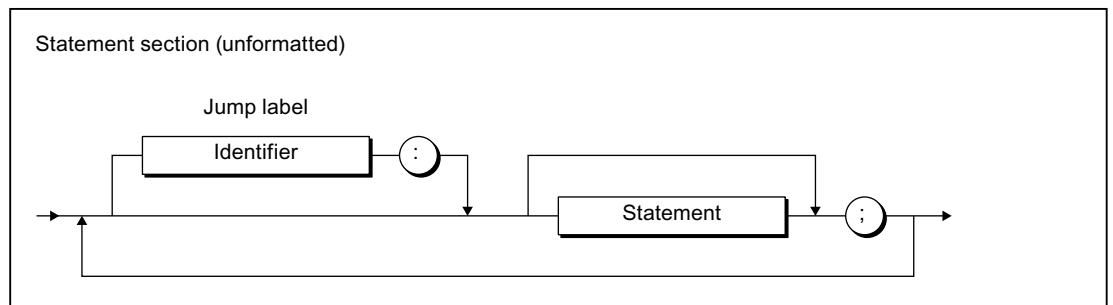 Statement section (unformatted)
Jump label
Identifier :
Statement ;